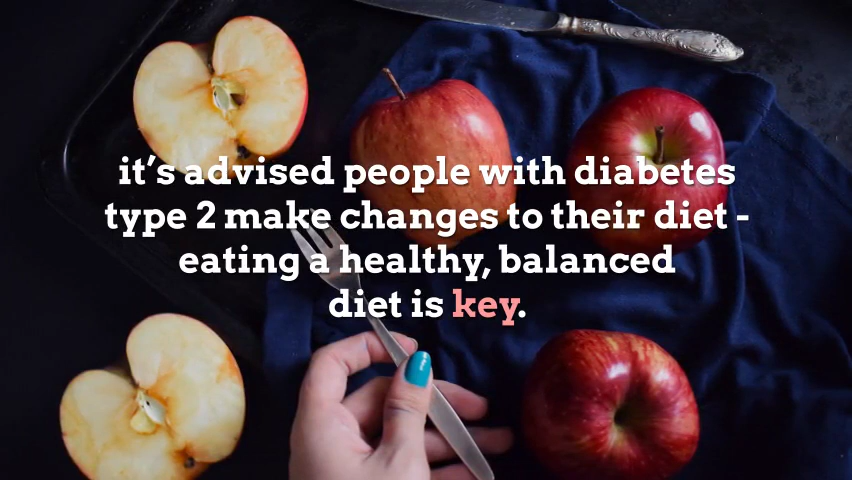 it’s advised people with diabetes
type 2 make changes to their diet -
eating a healthy, balanced
diet is key.